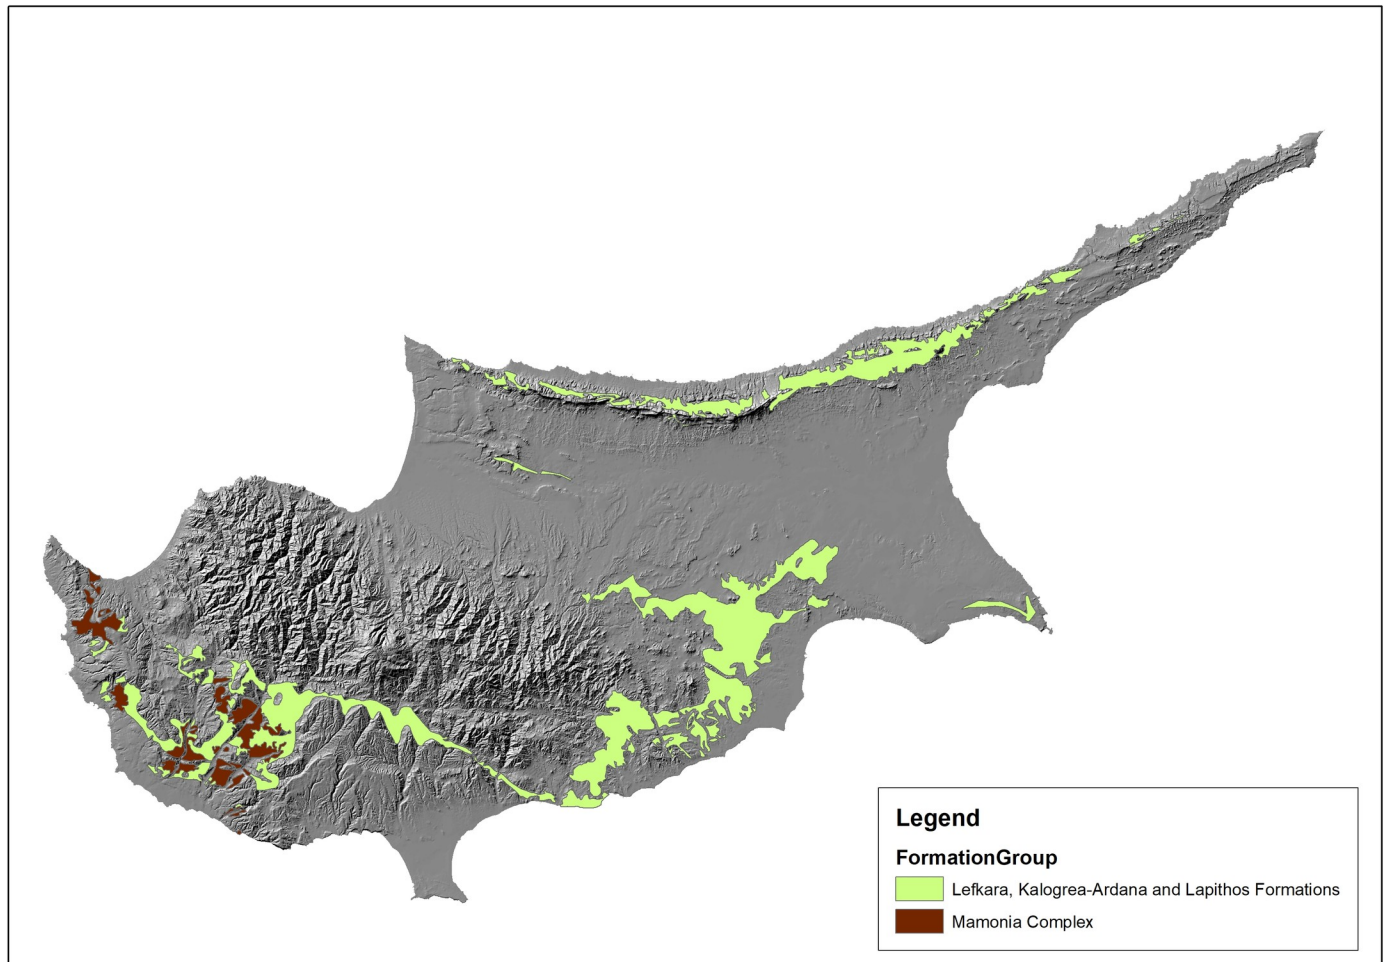 Legend
FormationGroup
Lefkara, Kalogrea-Ardana and Lapithos Formations
Mamonia Complex